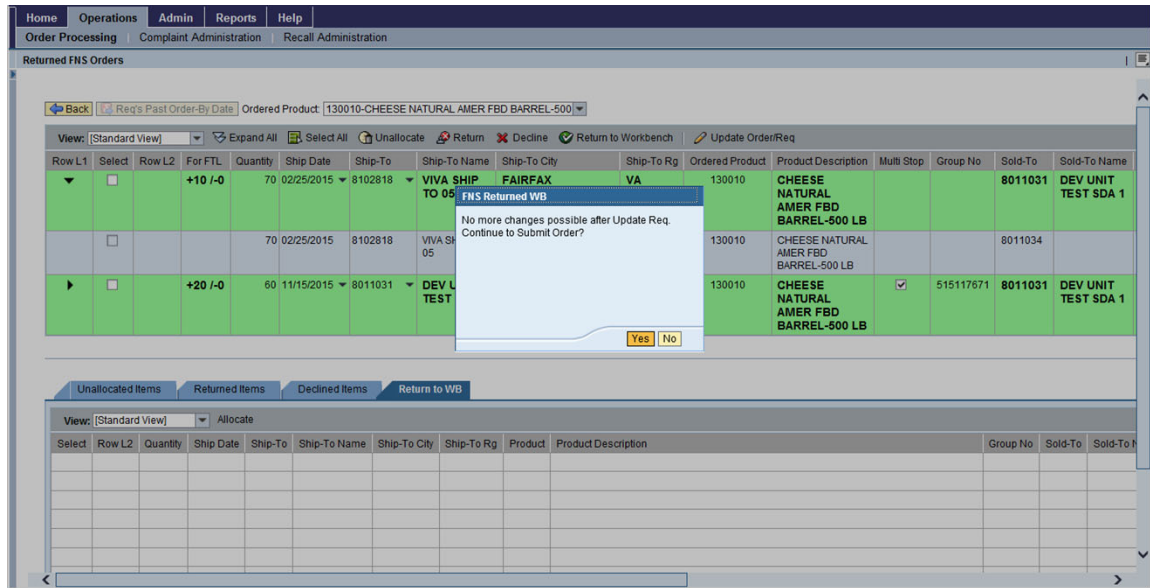 Home Operations Admin Reports Help
Order Processing Complaint Administration Recall Administration
Returned FNS Orders
Back Req's Past Order-By Date Ordered Product: 130010-CHEESE NATURAL AMER FBD BARREL-500
View: [Standard View] Expand All Select All Unallocate Return Decline Return to Workbench Update Order/Req
Row L1 Select Row L2 For FTL Quantity Ship Date Ship-To Ship-To Name Ship-To City Ship-To Rg Ordered Product Product Description Multi Stop Group No Sold-To Sold-To Name
+10 /-0 70 02/25/2015 8102818 VIVA SHIP FAIRFAX VA 130010 CHEESE 8011031 DEV UNIT
TO 05 NATURAL TEST SDA 1
AMER FBD
BARREL-500 LB
70 02/25/2015 8102818 VIVA 130010 CHEESE NATURAL 8011034
05 AMER FBD
BARREL-500 LB
+20 /-0 60 11/15/2015 8011031 DEV 130010 CHEESE 515117671 8011031 DEV UNIT
TEST NATURAL TEST SDA 1
AMER FBD
BARREL-500 LB
FNS Returned WB
No more changes possible after Update Req.
Continue to Submit Order?
Yes No
Unallocated Items Returned Items Declined Items Return to WB
View: [Standard View] Allocate
Select Row L2 Quantity Ship Date Ship-To Ship-To Name Ship-To City Ship-To Rg Product Product Description Group No Sold-To Sold-To